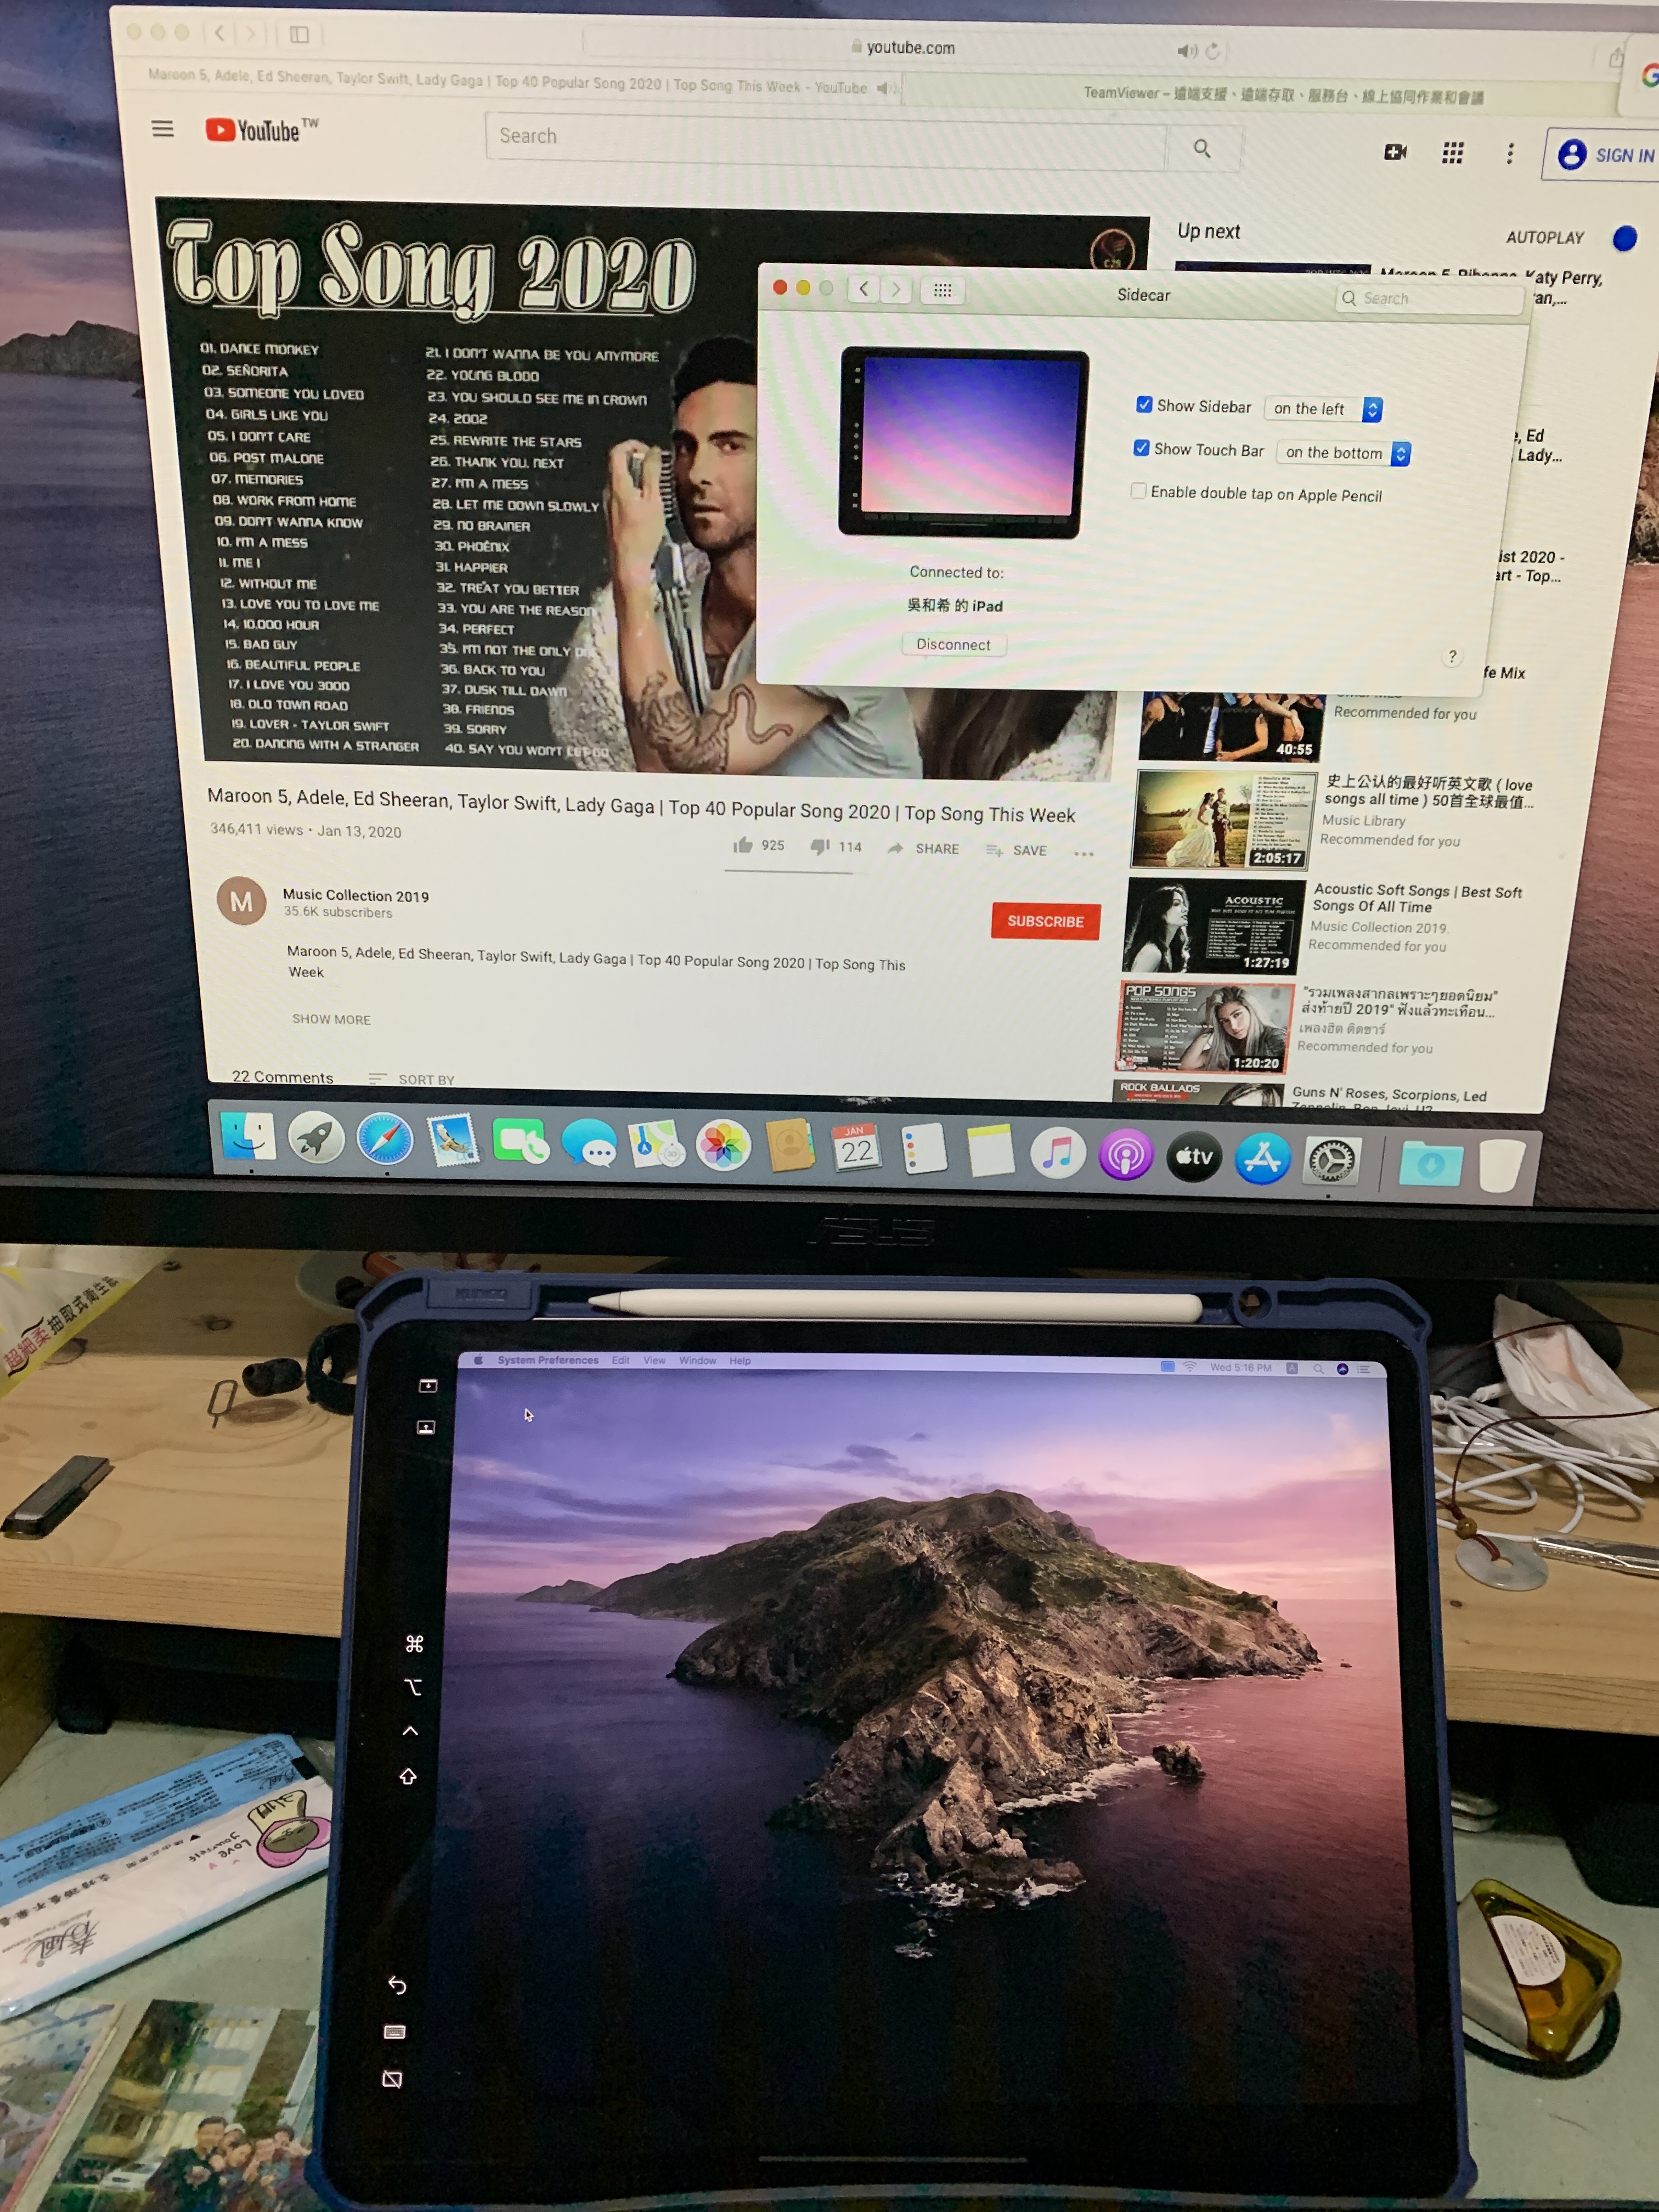 youtube.com
Maroon 5, Adele, Ed Sheeran, Taylor Swift, Lady Gaga | Top 40 Popular Song 2020 | Top Song This Week - YouTube
TeamViewer – 遠端支援、遠端存取、服務台、線上協同作業和會議
YouTube TW
Search
SIGN IN
Top Song 2020
CJS
01. DANCE MONKEY
02. SEÑORITA
03. SOMEONE YOU LOVED
04. GIRLS LIKE YOU
05. I DON'T CARE
06. POST MALONE
07. MEMORIES
08. WORK FROM HOME
09. DON'T WANNA KNOW
10. I'M A MESS
11. ME !
12. WITHOUT ME
13. LOVE YOU TO LOVE ME
14. 10,000 HOUR
15. BAD GUY
16. BEAUTIFUL PEOPLE
17. I LOVE YOU 3000
18. OLD TOWN ROAD
19. LOVER - TAYLOR SWIFT
20. DANCING WITH A STRANGER
21. I DON'T WANNA BE YOU ANYMORE
22. YOUNG BLOOD
23. YOU SHOULD SEE ME IN CROWN
24. 2002
25. REWRITE THE STARS
26. THANK YOU, NEXT
27. I'M A MESS
28. LET ME DOWN SLOWLY
29. NO BRAINER
30. PHOENIX
31. HAPPIER
32. TREAT YOU BETTER
33. YOU ARE THE REASON
34. PERFECT
35. I'M NOT THE ONLY
36. BACK TO YOU
37. DUSK TILL DAWN
38. FRIENDS
39. SORRY
40. SAY YOU WON'T LET GO
Maroon 5, Adele, Ed Sheeran, Taylor Swift, Lady Gaga | Top 40 Popular Song 2020 | Top Song This Week
346,411 views • Jan 13, 2020
925 114 SHARE SAVE
M
Music Collection 2019
35.6K subscribers
SUBSCRIBE
Maroon 5, Adele, Ed Sheeran, Taylor Swift, Lady Gaga | Top 40 Popular Song 2020 | Top Song This
Week
SHOW MORE
22 Comments SORT BY
Up next
AUTOPLAY
Maroon 5, Rihanna, Katy Perry,
an,...
, Ed
Lady...
ist 2020 -
art - Top...
fe Mix
Recommended for you
40:55
史上公认的最好听英文歌 ( love
songs all time ) 50首全球最值...
Music Library
Recommended for you
2:05:17
ACOUSTIC
1:27:19
Acoustic Soft Songs | Best Soft
Songs Of All Time
Music Collection 2019.
Recommended for you
POP SONGS
1:20:20
"รวมเพลงสากลเพราะๆยอดนิยม"
ส่งท้ายปี 2019" ฟังแล้วทะเทือน...
เพลงฮิต ติดชาร์
Recommended for you
ROCK BALLADS
Guns N' Roses, Scorpions, Led
Zeppelin, Bon Jovi, U2
Sidecar
Search
Show Sidebar on the left
Show Touch Bar on the bottom
Enable double tap on Apple Pencil
Connected to:
吳和希 的 iPad
Disconnect
?
JAN
22
tv
ASUS
超細柔
抽取式衛生
System Preferences Edit View Window Help
Wed 5:16 PM
A
Love
yourself
春風